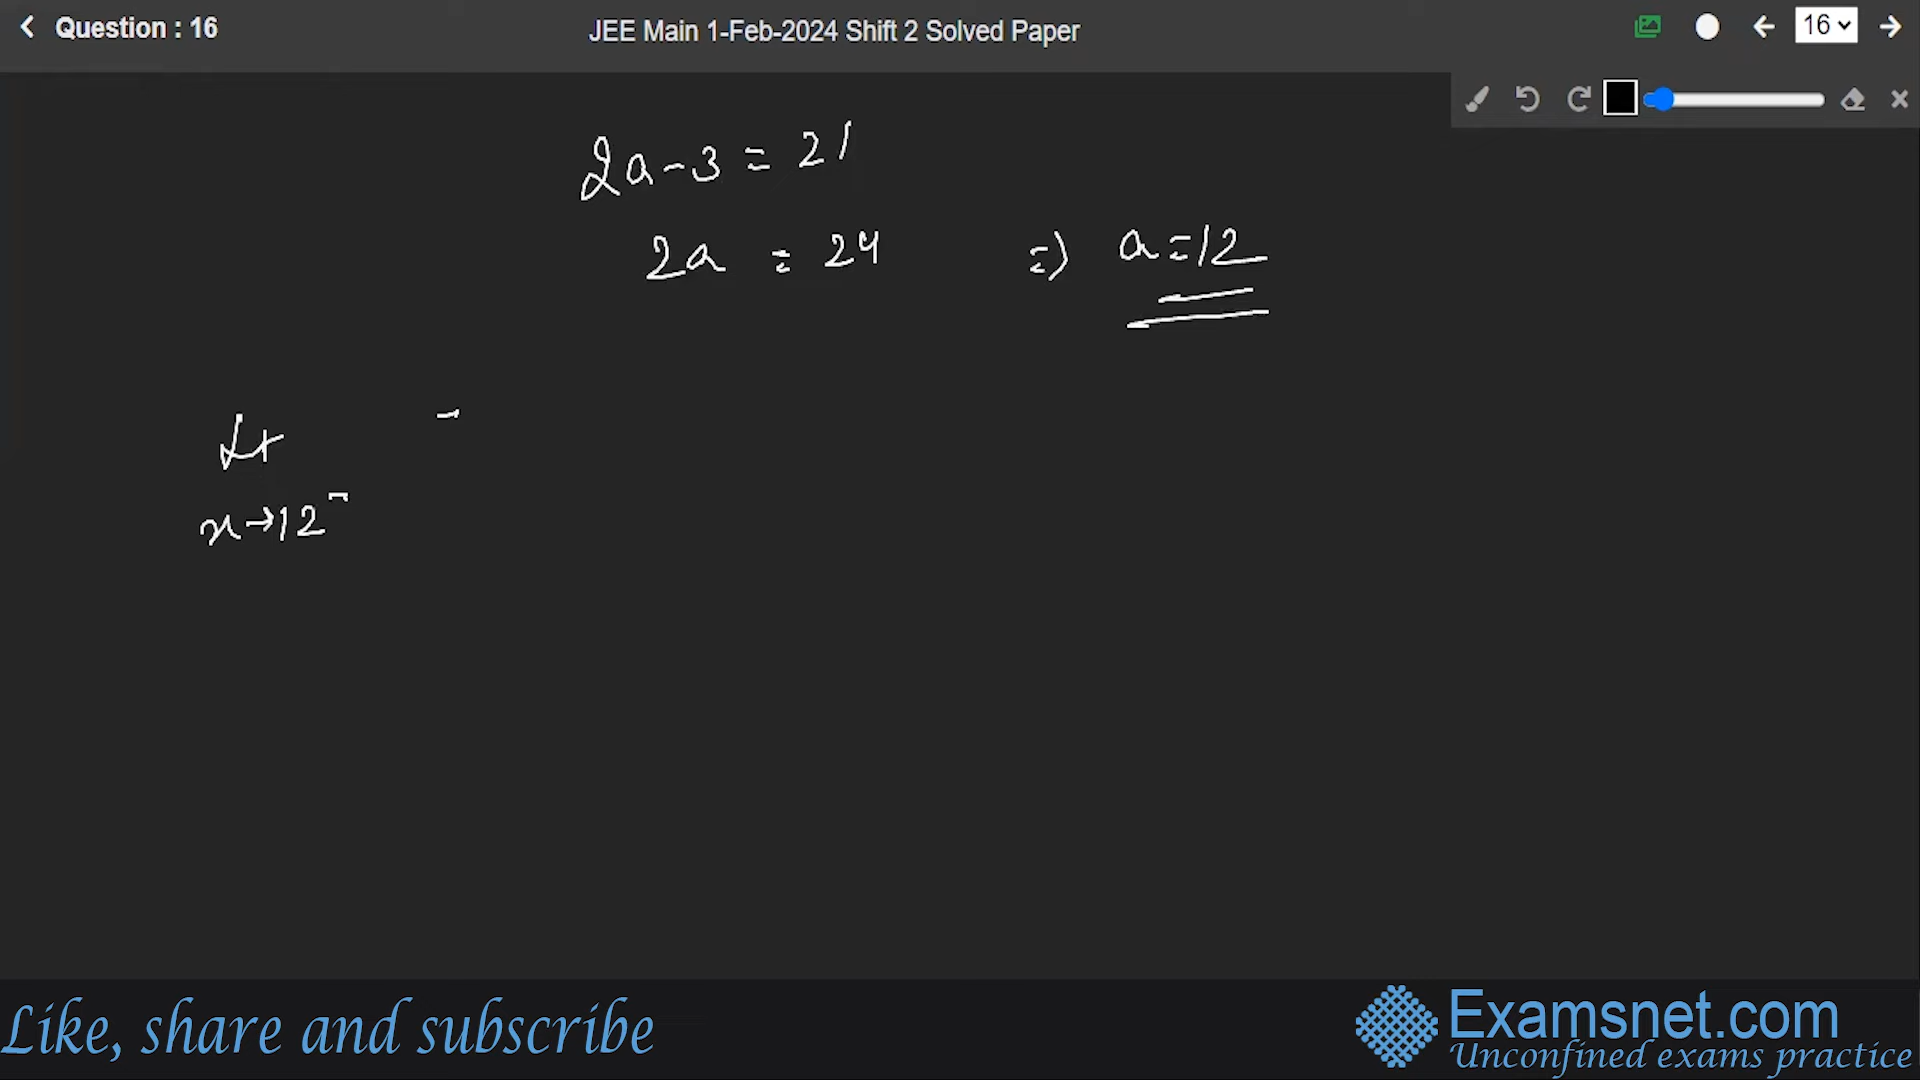 Question : 16
JEE Main 1-Feb-2024 Shift 2 Solved Paper
16
2a - 3 = 21
2a = 24 ⇒ a = 12
Lt
x→12⁻
Like, share and subscribe
Examsnet.com
Unconfined exams practice